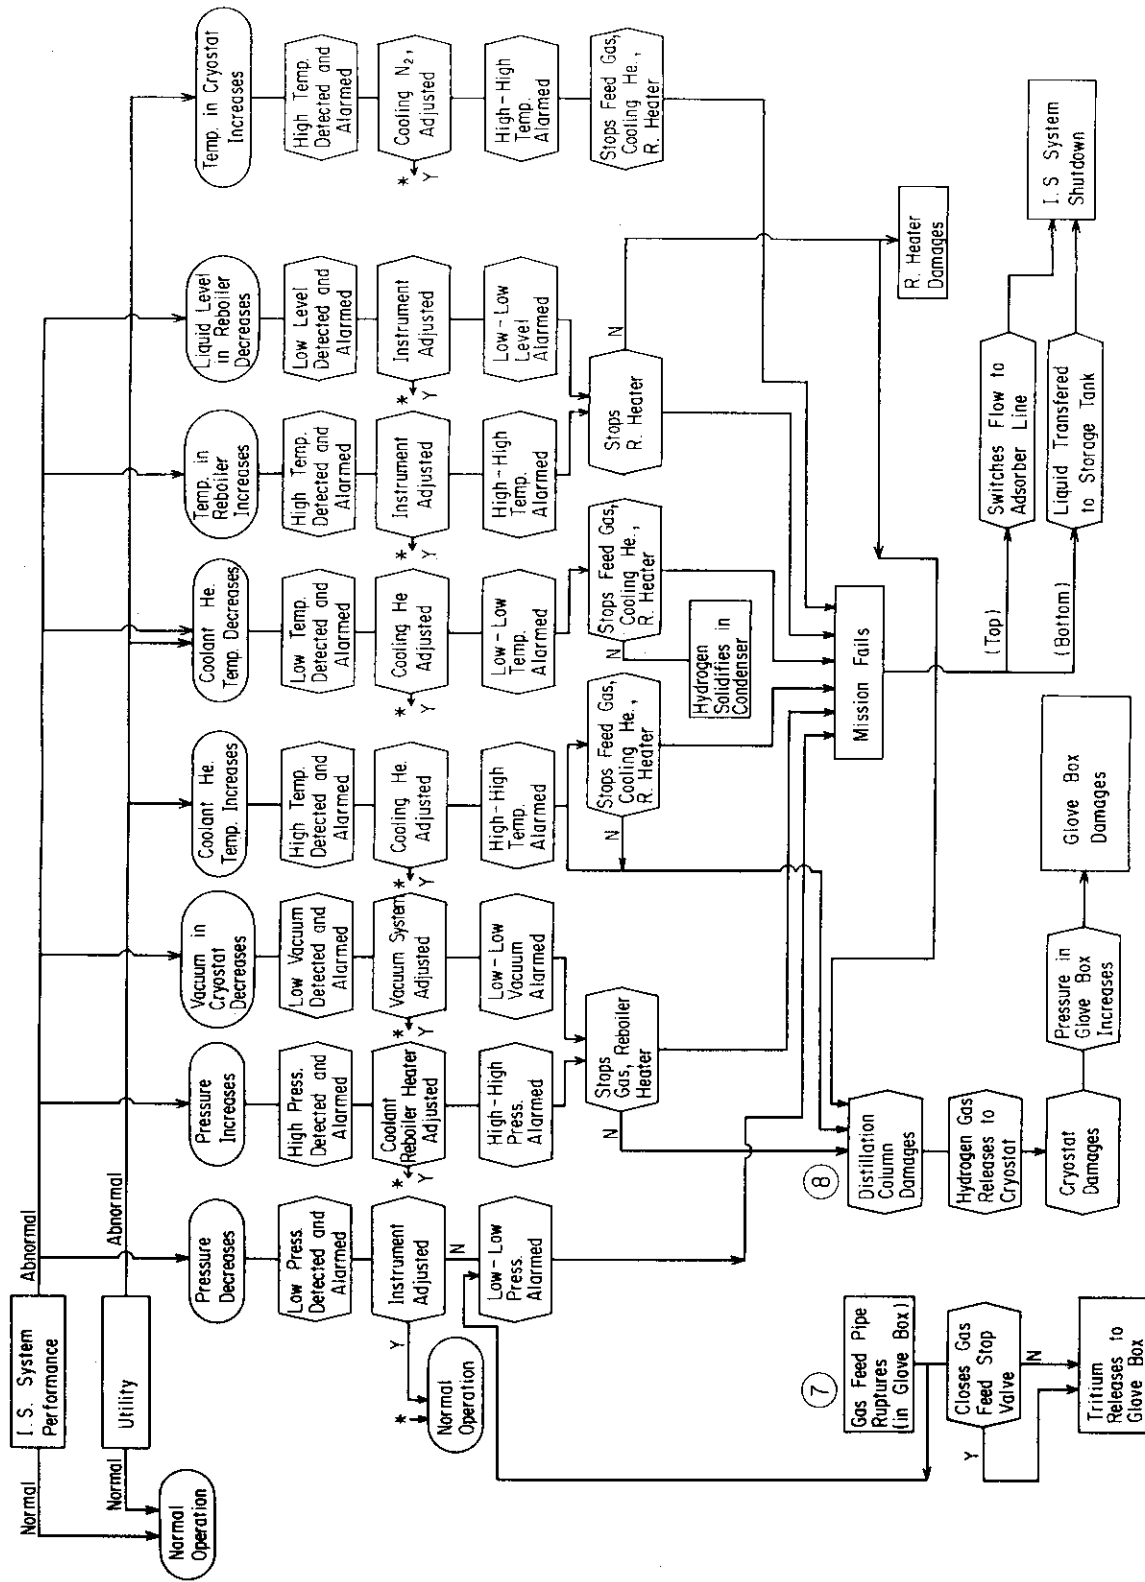 I.S. System
Performance
Normal
Abnormal
Utility
Normal
Abnormal
Normal
Operation
Pressure
Decreases
Pressure
Increases
Vacuum in
Cryostat
Decreases
Coolant He.
Temp. Increases
Coolant He.
Temp. Decreases
Temp. in
Reboiler
Increases
Liquid Level
in Reboiler
Decreases
Temp. in Cryostat
Increases
Low Press.
Detected and
Alarmed
High Press.
Detected and
Alarmed
Low Vacuum
Detected and
Alarmed
High Temp.
Detected and
Alarmed
Low Temp.
Detected and
Alarmed
High Temp.
Detected and
Alarmed
Low Level
Detected and
Alarmed
High Temp.
Detected and
Alarmed
Y
Instrument
Adjusted
N
*
Y
Coolant
Reboiler Heater
Adjusted
*
Y
Vacuum System
Adjusted
*
Y
Cooling He.
Adjusted
*
Y
Cooling He
Adjusted
*
Y
Instrument
Adjusted
*
Y
Instrument
Adjusted
*
Y
Cooling N₂,
Adjusted
*
Normal
Operation
Low-Low
Press.
Alarmed
High-High
Press.
Alarmed
Low-Low
Vacuum
Alarmed
High-High
Temp.
Alarmed
Low-Low
Temp.
Alarmed
High-High
Temp.
Alarmed
Low-Low
Level
Alarmed
High-High
Temp.
Alarmed
N
Stops
Gas, Reboiler
Heater
N
Stops Feed Gas,
Cooling He.,
R. Heater
N
Stops Feed Gas,
Cooling He.,
R. Heater
Stops
R. Heater
N
Stops Feed Gas,
Cooling He.,
R. Heater
Hydrogen
Solidifies in
Condenser
R. Heater
Damages
7
Gas Feed Pipe
Ruptures
(in Glove Box)
8
Distillation
Column
Damages
Mission Fails
Y
Closes Gas
Feed Stop
Valve
N
Hydrogen Gas
Releases to
Cryostat
(Top)
Switches Flow to
Adsorber Line
(Bottom)
Liquid Transfered
to Storage Tank
I.S System
Shutdown
Tritium
Releases to
Glove Box
Cryostat
Damages
Pressure in
Glove Box
Increases
Glove Box
Damages